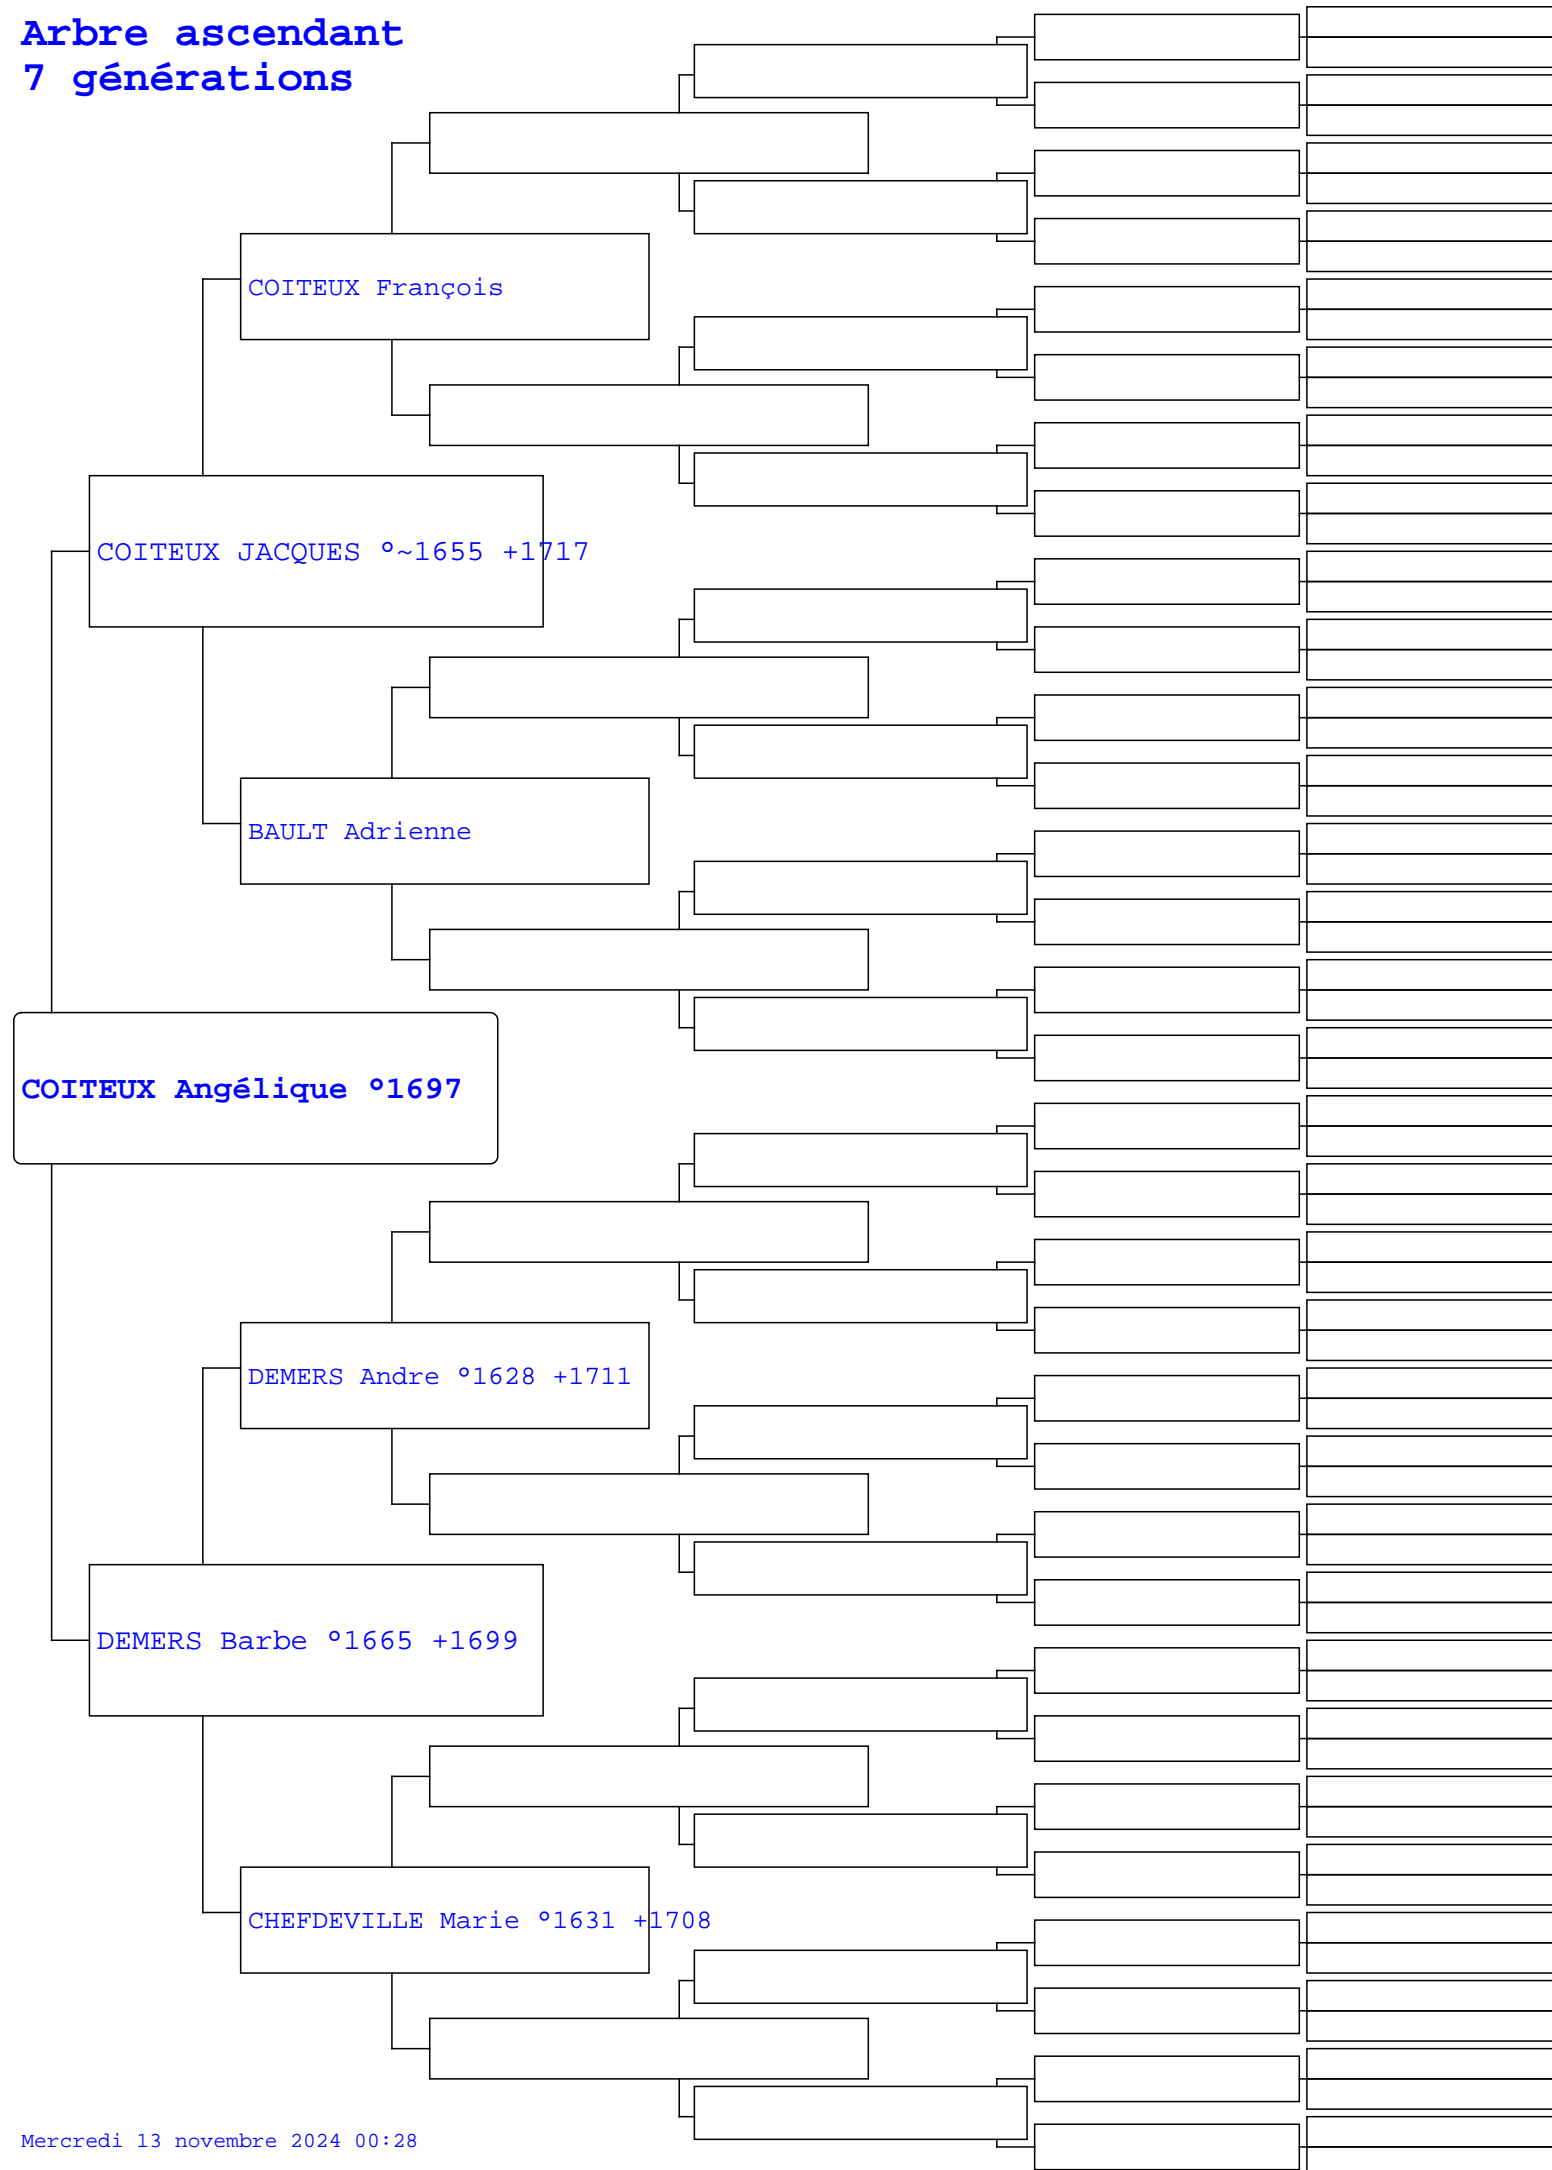 Arbre ascendant
7 générations
COITEUX François
COITEUX JACQUES °~1655 +1717
BAULT Adrienne
COITEUX Angélique °1697
DEMERS Andre °1628 +1711
DEMERS Barbe °1665 +1699
CHEFDEVILLE Marie °1631 +1708
Mercredi 13 novembre 2024 00:28